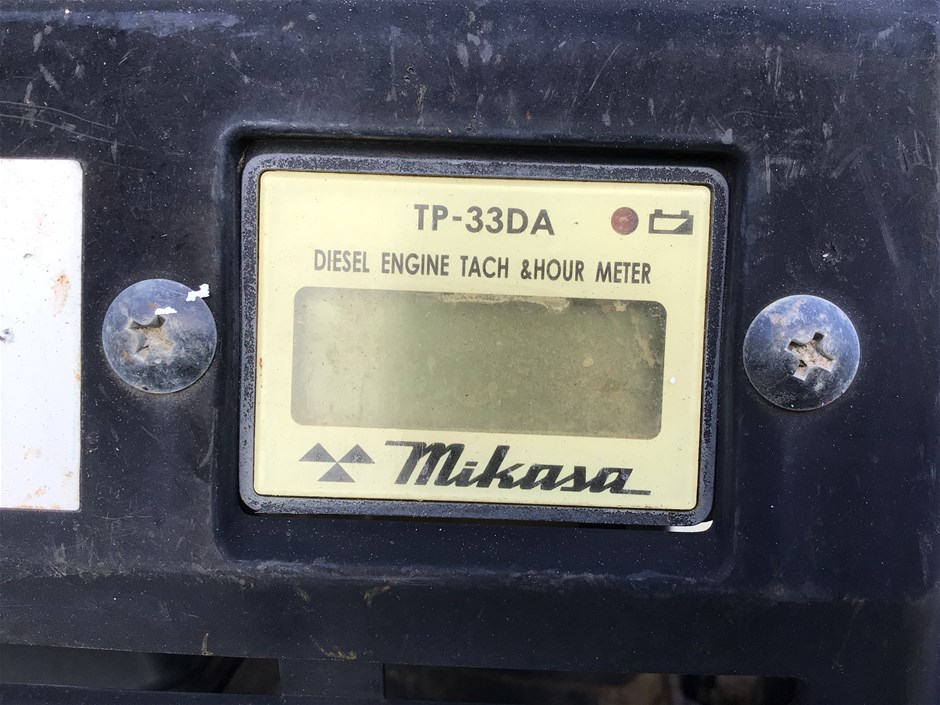 TP-33DA
DIESEL ENGINE TACH &HOUR METER
Mikasa